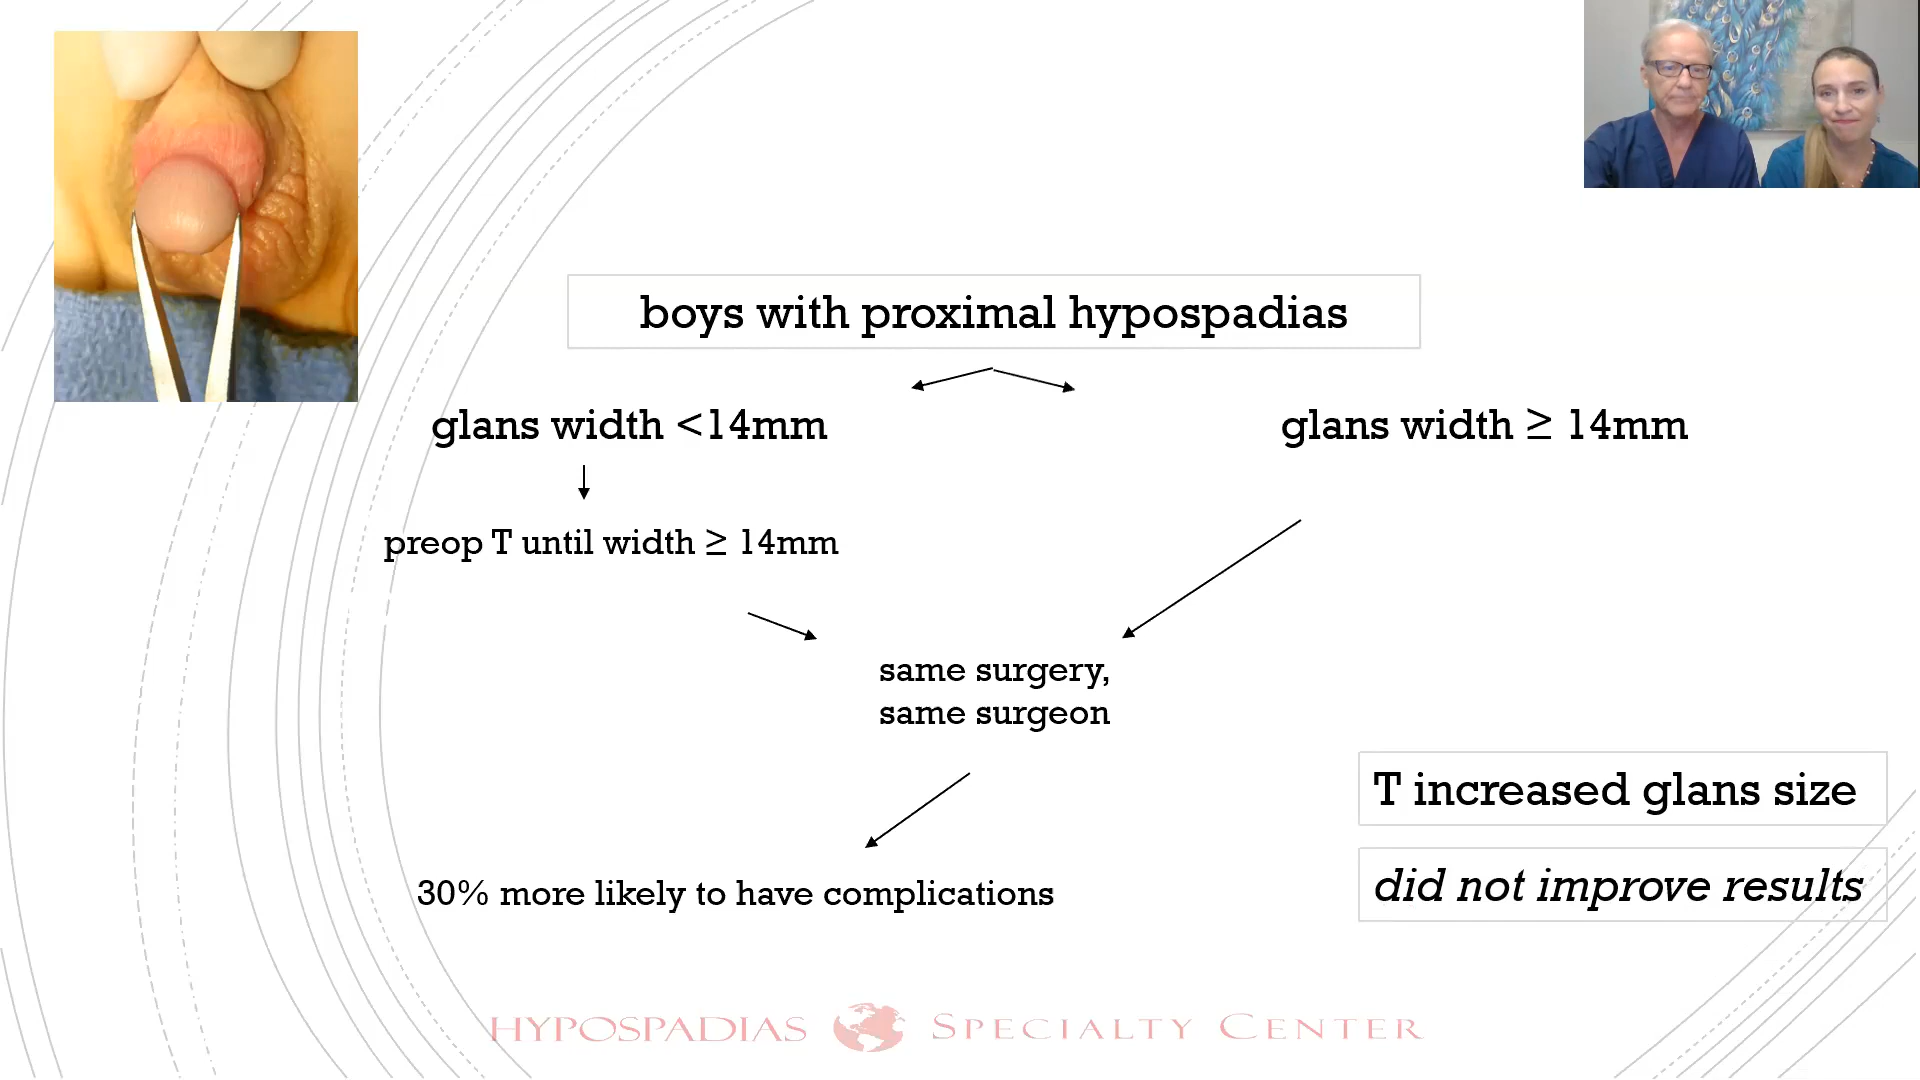 boys with proximal hypospadias
glans width <14mm
glans width ≥ 14mm
preop T until width ≥ 14mm
same surgery,
same surgeon
T increased glans size
did not improve results
30% more likely to have complications
HYPOSPADIAS SPECIALTY CENTER